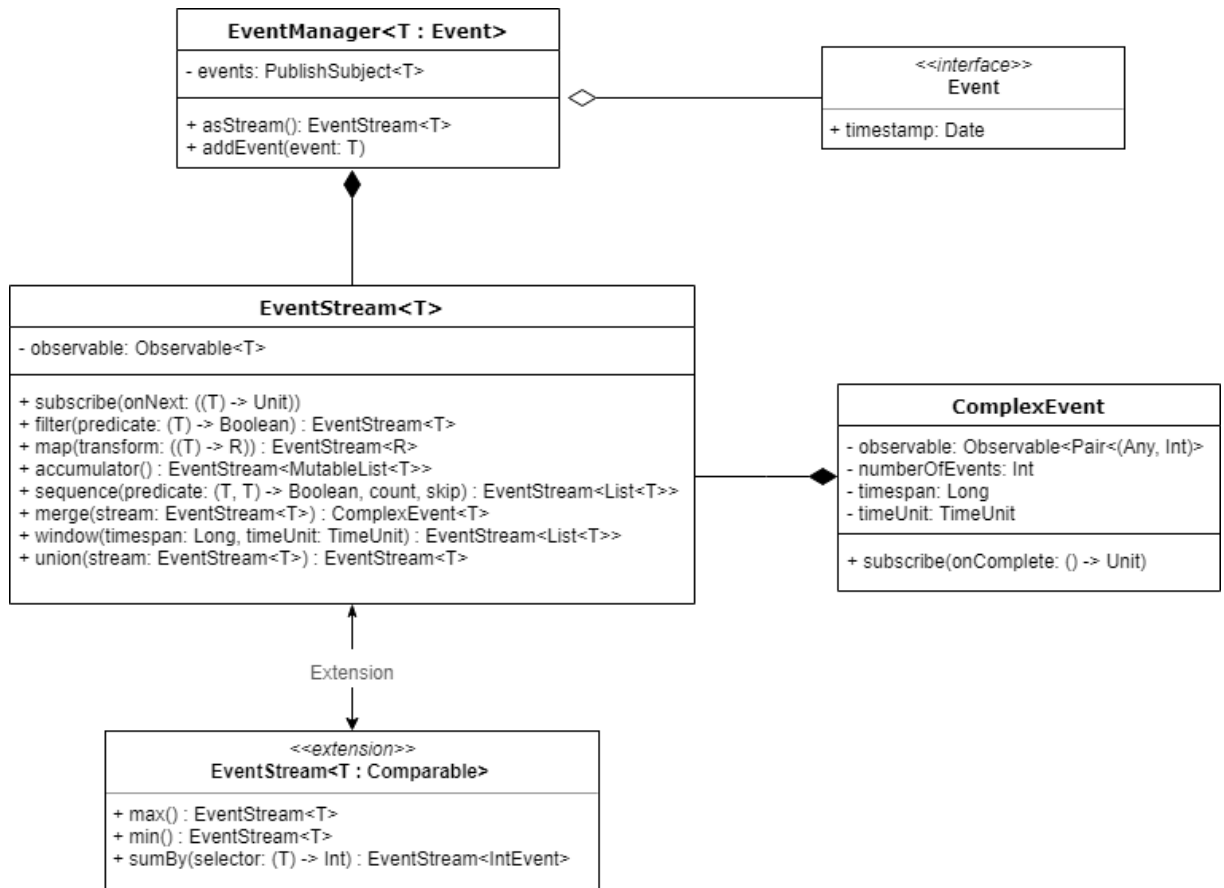 EventManager<T : Event>
- events: PublishSubject<T>
+ asStream(): EventStream<T>
+ addEvent(event: T)
<<interface>>
Event
+ timestamp: Date
EventStream<T>
- observable: Observable<T>
+ subscribe(onNext: ((T) -> Unit))
+ filter(predicate: (T) -> Boolean) : EventStream<T>
+ map(transform: ((T) -> R)) : EventStream<R>
+ accumulator() : EventStream<MutableList<T>>
+ sequence(predicate: (T, T) -> Boolean, count, skip) : EventStream<List<T>>
+ merge(stream: EventStream<T>) : ComplexEvent<T>
+ window(timespan: Long, timeUnit: TimeUnit) : EventStream<List<T>>
+ union(stream: EventStream<T>) : EventStream<T>
ComplexEvent
- observable: Observable<Pair<(Any, Int)>
- numberOfEvents: Int
- timespan: Long
- timeUnit: TimeUnit
+ subscribe(onComplete: () -> Unit)
Extension
<<extension>>
EventStream<T : Comparable>
+ max() : EventStream<T>
+ min() : EventStream<T>
+ sumBy(selector: (T) -> Int) : EventStream<IntEvent>